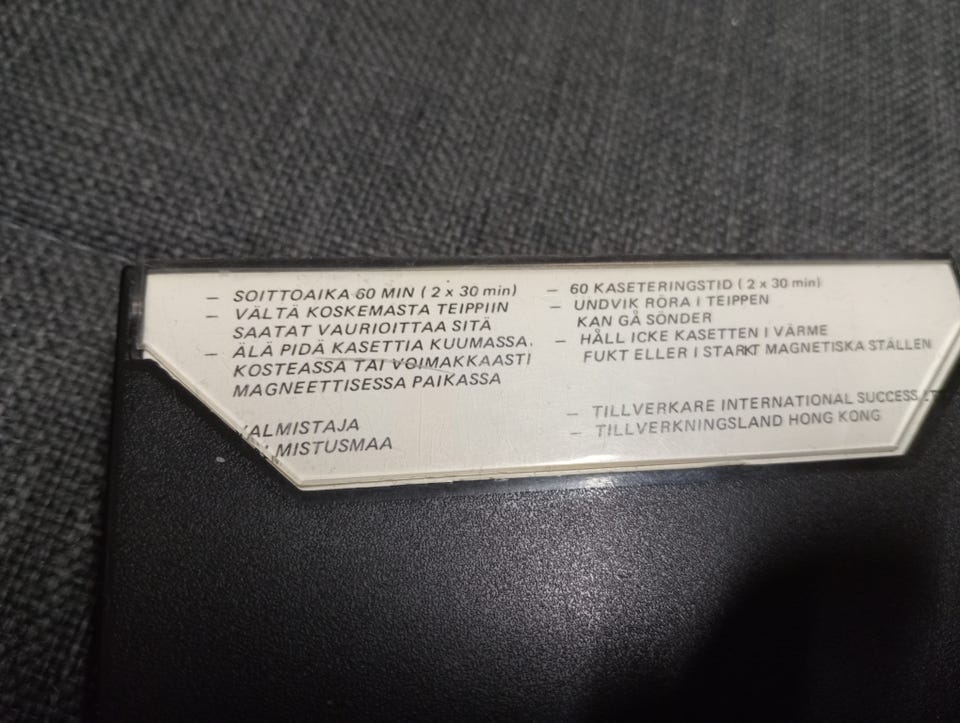 – SOITTOAIKA 60 MIN ( 2 x 30 min)
– VÄLTÄ KOSKEMASTA TEIPPIIN
SAATAT VAURIOITTAA SITÄ
– ÄLÄ PIDÄ KASETTIA KUUMASSA,
KOSTEASSA TAI VOIMAKKAASTI
MAGNEETTISESSA PAIKASSA
ALMISTAJA
MISTUSMAA
– 60 KASETERINGSTID ( 2 x 30 min)
– UNDVIK RÖRA I TEIPPEN
KAN GÅ SÖNDER
– HÅLL ICKE KASETTEN I VÄRME
FUKT ELLER I STARKT MAGNETISKA STÄLLEN
– TILLVERKARE INTERNATIONAL SUCCESS
– TILLVERKNINGSLAND HONG KONG